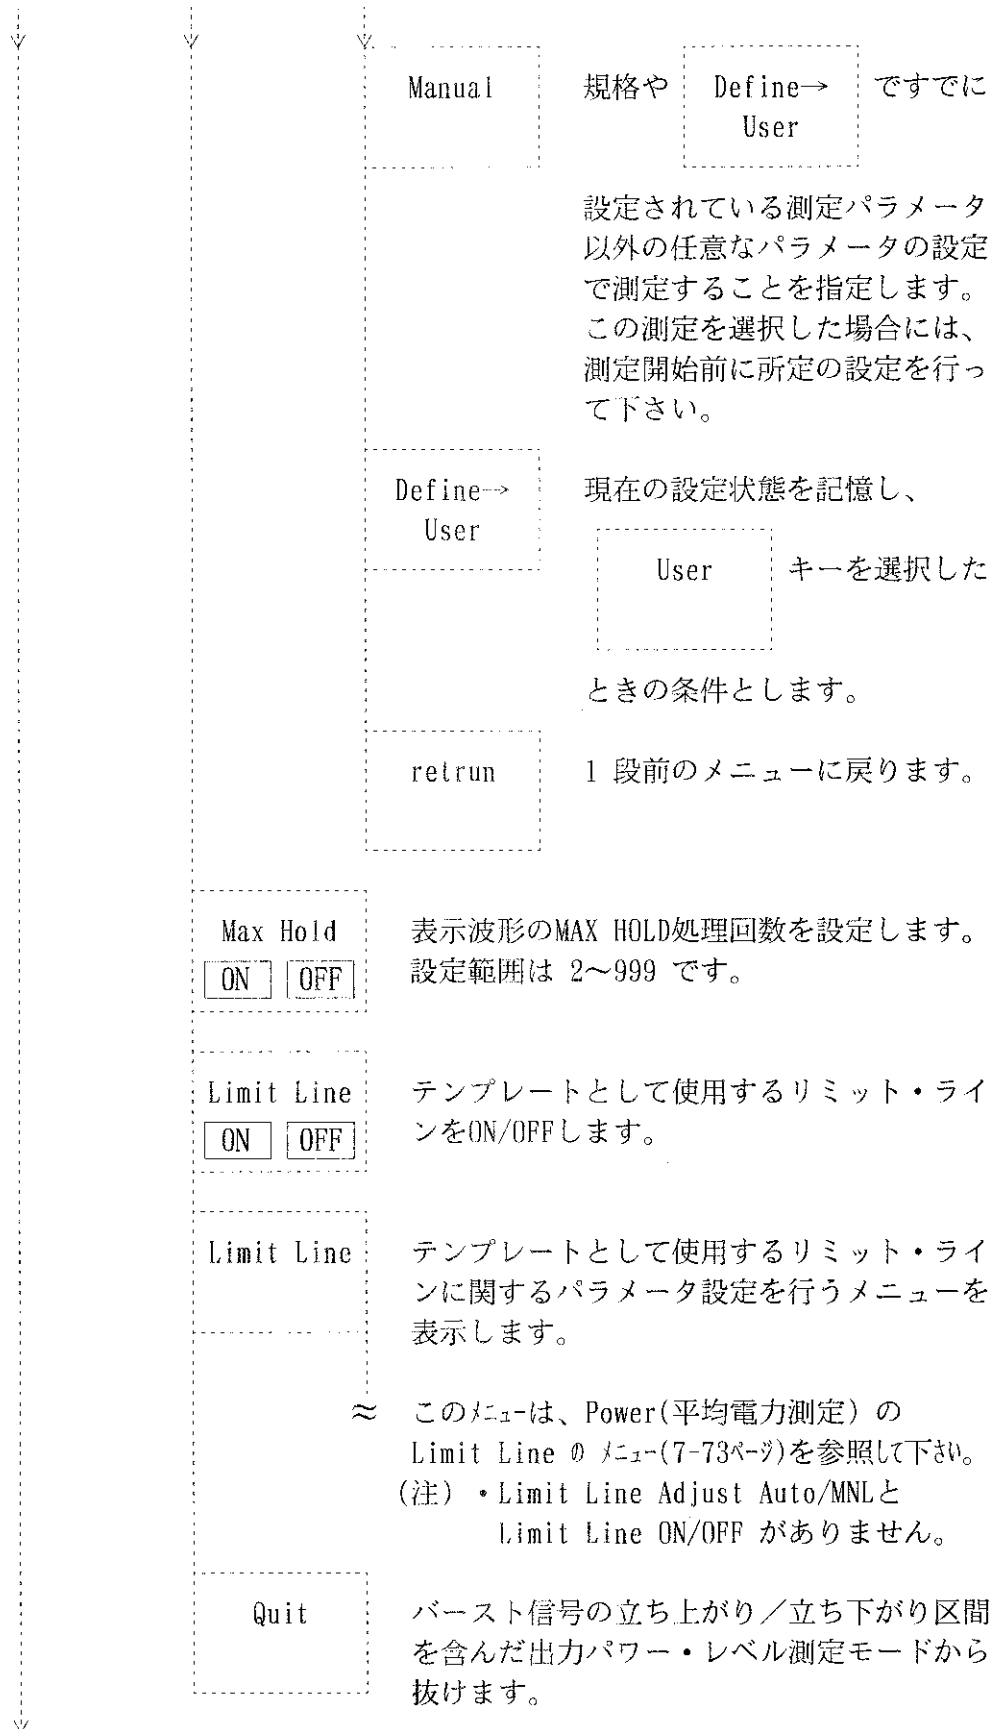 Manual 規格や Define→ ですでに
User
設定されている測定パラメータ
以外の任意なパラメータの設定
で測定することを指定します。
この測定を選択した場合には、
測定開始前に所定の設定を行っ
て下さい。
Define→ 現在の設定状態を記憶し、
User
User キーを選択した
ときの条件とします。
retrun 1 段前のメニューに戻ります。
Max Hold 表示波形のMAX HOLD処理回数を設定します。
ON OFF 設定範囲は 2～999 です。
Limit Line テンプレートとして使用するリミット・ライ
ON OFF ンをON/OFFします。
Limit Line テンプレートとして使用するリミット・ライ
ンに関するパラメータ設定を行うメニューを
表示します。
≈ このメニューは、Power(平均電力測定) の
Limit Line の メニュー(7-73ページ)を参照して下さい。
(注) ・Limit Line Adjust Auto/MNLと
Limit Line ON/OFF がありません。
Quit バースト信号の立ち上がり／立ち下がり区間
を含んだ出力パワー・レベル測定モードから
抜けます。